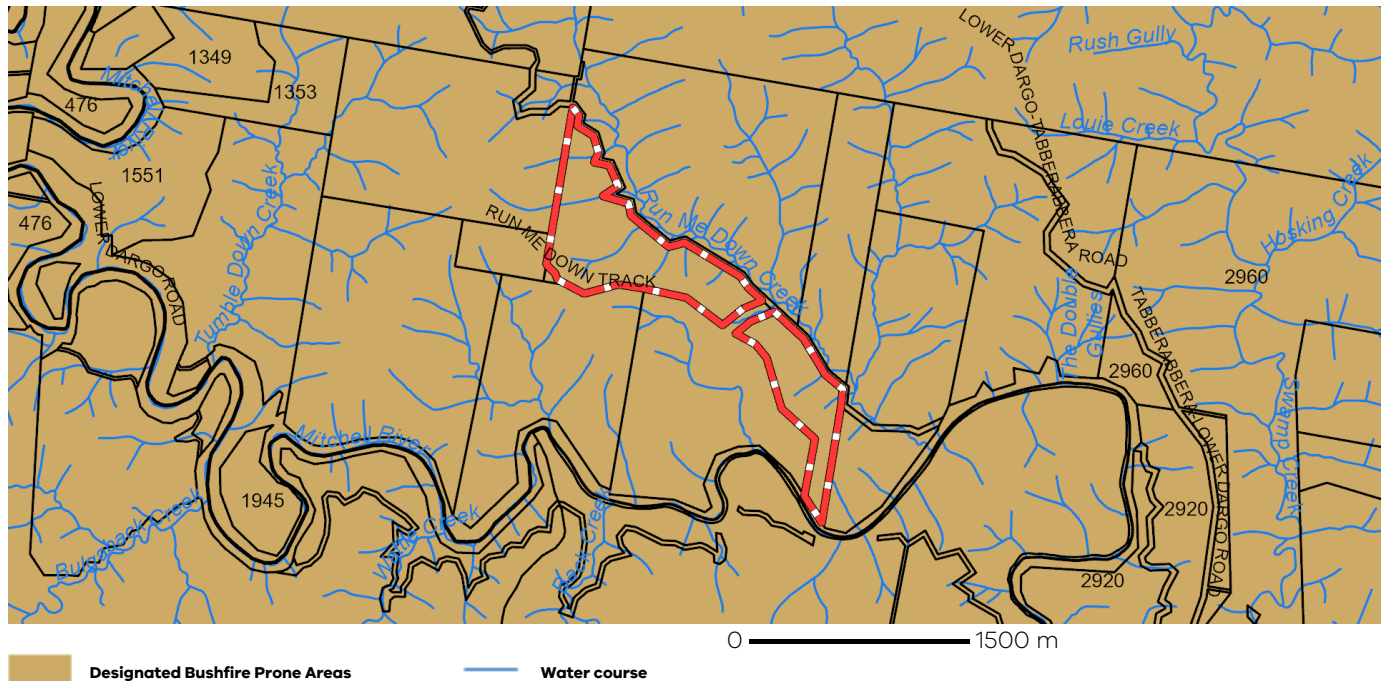 1349
1353
476
Mitchell River
1551
476
LOWER DARGO ROAD
Tumble Down Creek
RUN ME DOWN TRACK
Run Me Down Creek
LOWER DARGO-TABBERABBERA ROAD
Rush Gully
Louie Creek
Hosking Creek
2960
The Double
Gullies
2960
TABBERABBERA-LOWER DARGO ROAD
Swamp Creek
Mitchell River
1945
Bulgoback Creek
Creek
Creek
2920
2920
0 1500 m
Designated Bushfire Prone Areas
Water course